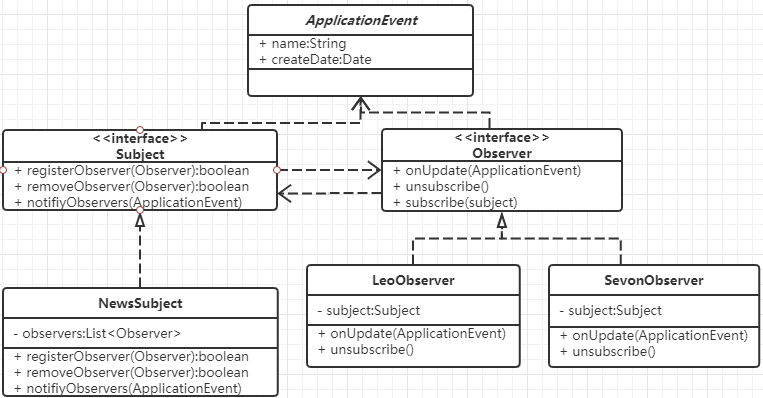 ApplicationEvent
+ name:String
+ createDate:Date
<<interface>>
Subject
+ registerObserver(Observer):boolean
+ removeObserver(Observer):boolean
+ notifiyObservers(ApplicationEvent)
<<interface>>
Observer
+ onUpdate(ApplicationEvent)
+ unsubscribe()
+ subscribe(subject)
NewsSubject
- observers:List<Observer>
+ registerObserver(Observer):boolean
+ removeObserver(Observer):boolean
+ notifiyObservers(ApplicationEvent)
LeoObserver
- subject:Subject
+ onUpdate(ApplicationEvent)
+ unsubscribe()
SevonObserver
- subject:Subject
+ onUpdate(ApplicationEvent)
+ unsubscribe()